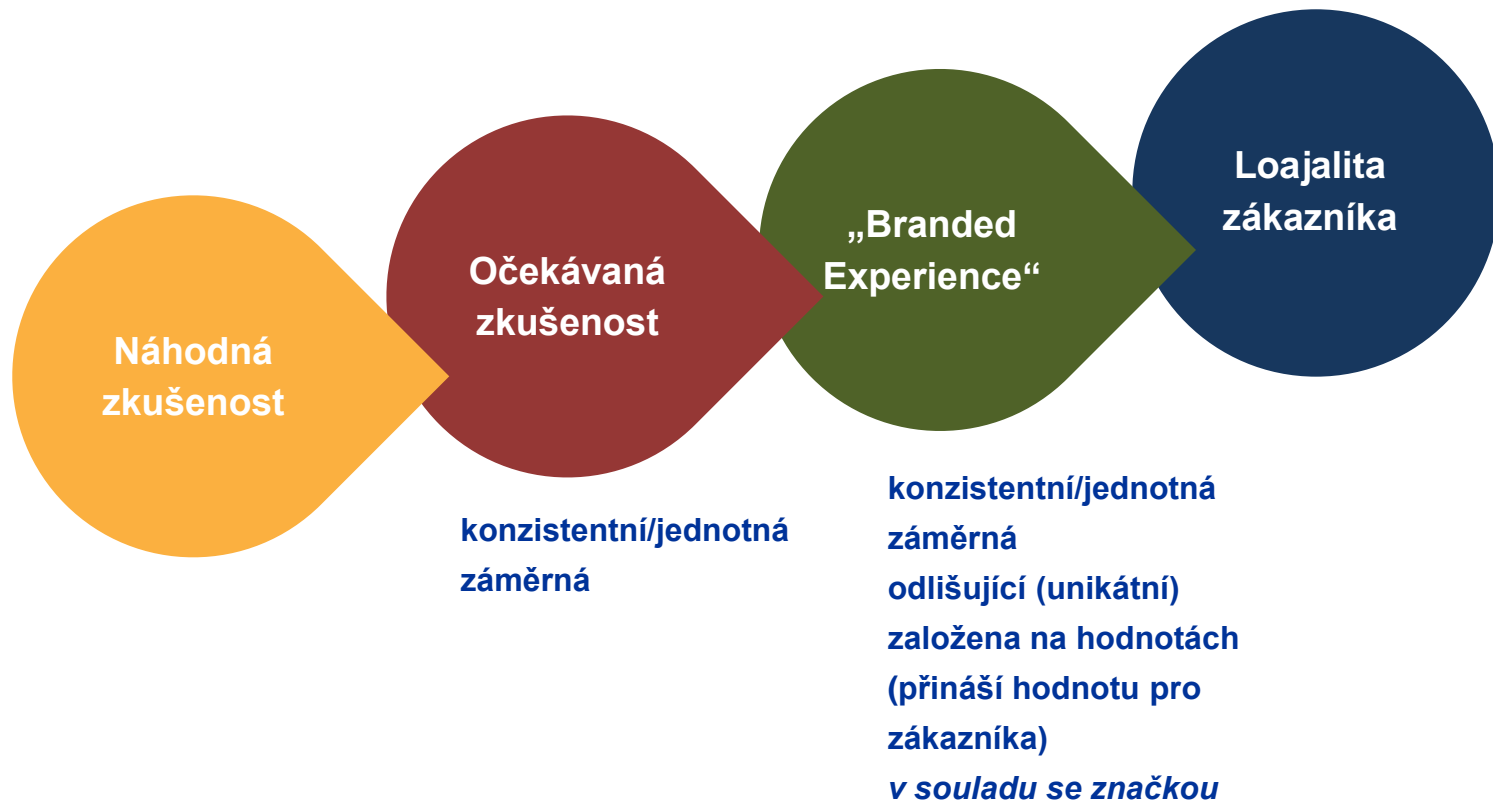 Náhodná
zkušenost
Očekávaná
zkušenost
„Branded
Experience“
Loajalita
zákazníka
konzistentní/jednotná
záměrná
konzistentní/jednotná
záměrná
odlišující (unikátní)
založena na hodnotách
(přináší hodnotu pro
zákazníka)
v souladu se značkou